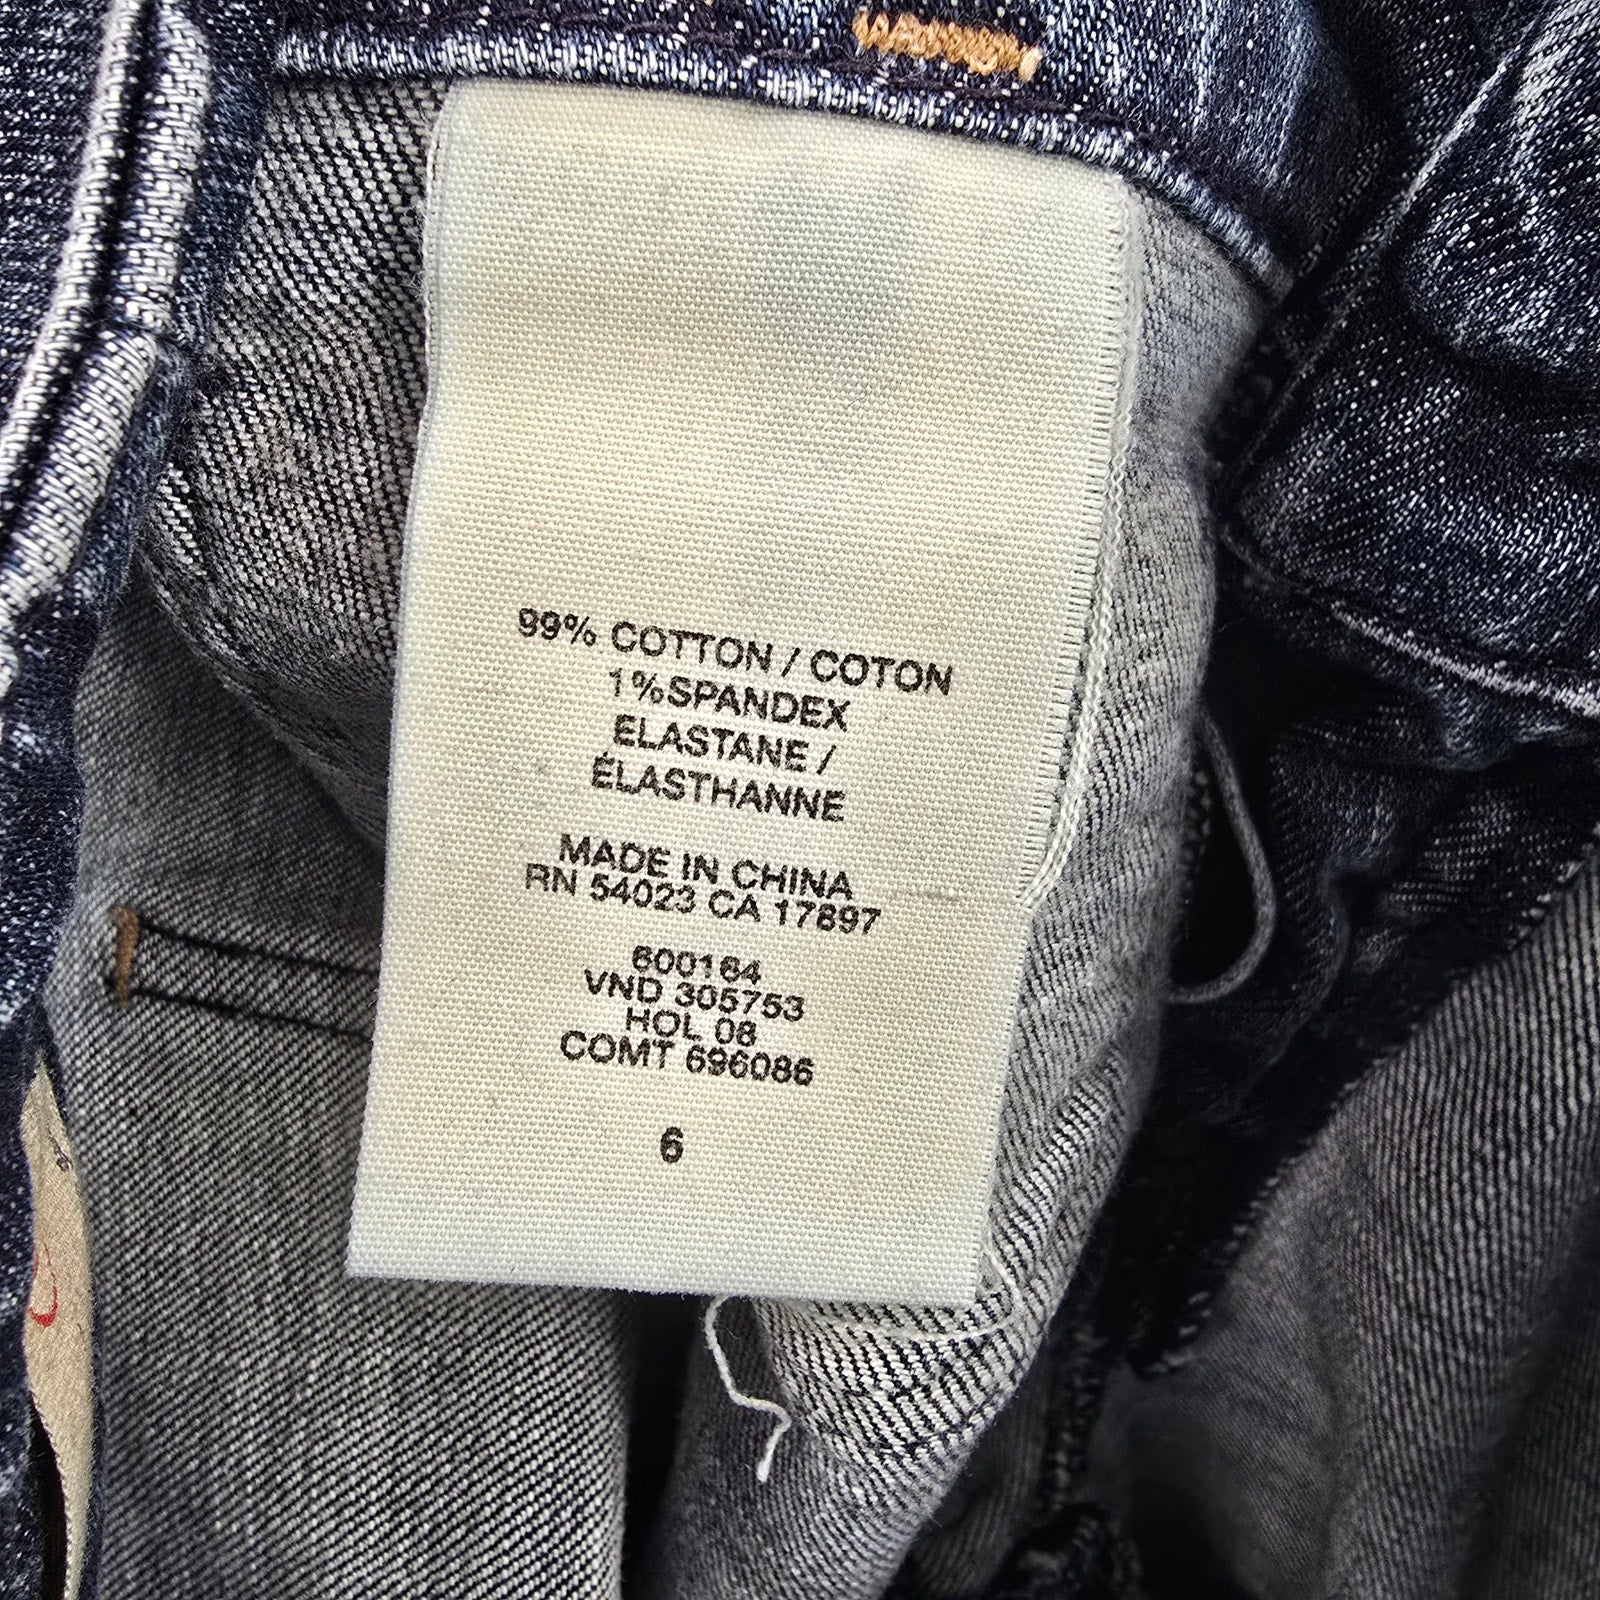 99% COTTON / COTON
1%SPANDEX
ELASTANE /
ÉLASTHANNE
MADE IN CHINA
RN 54023 CA 17897
600164
VND 305753
HOL 08
COMT 696086
6